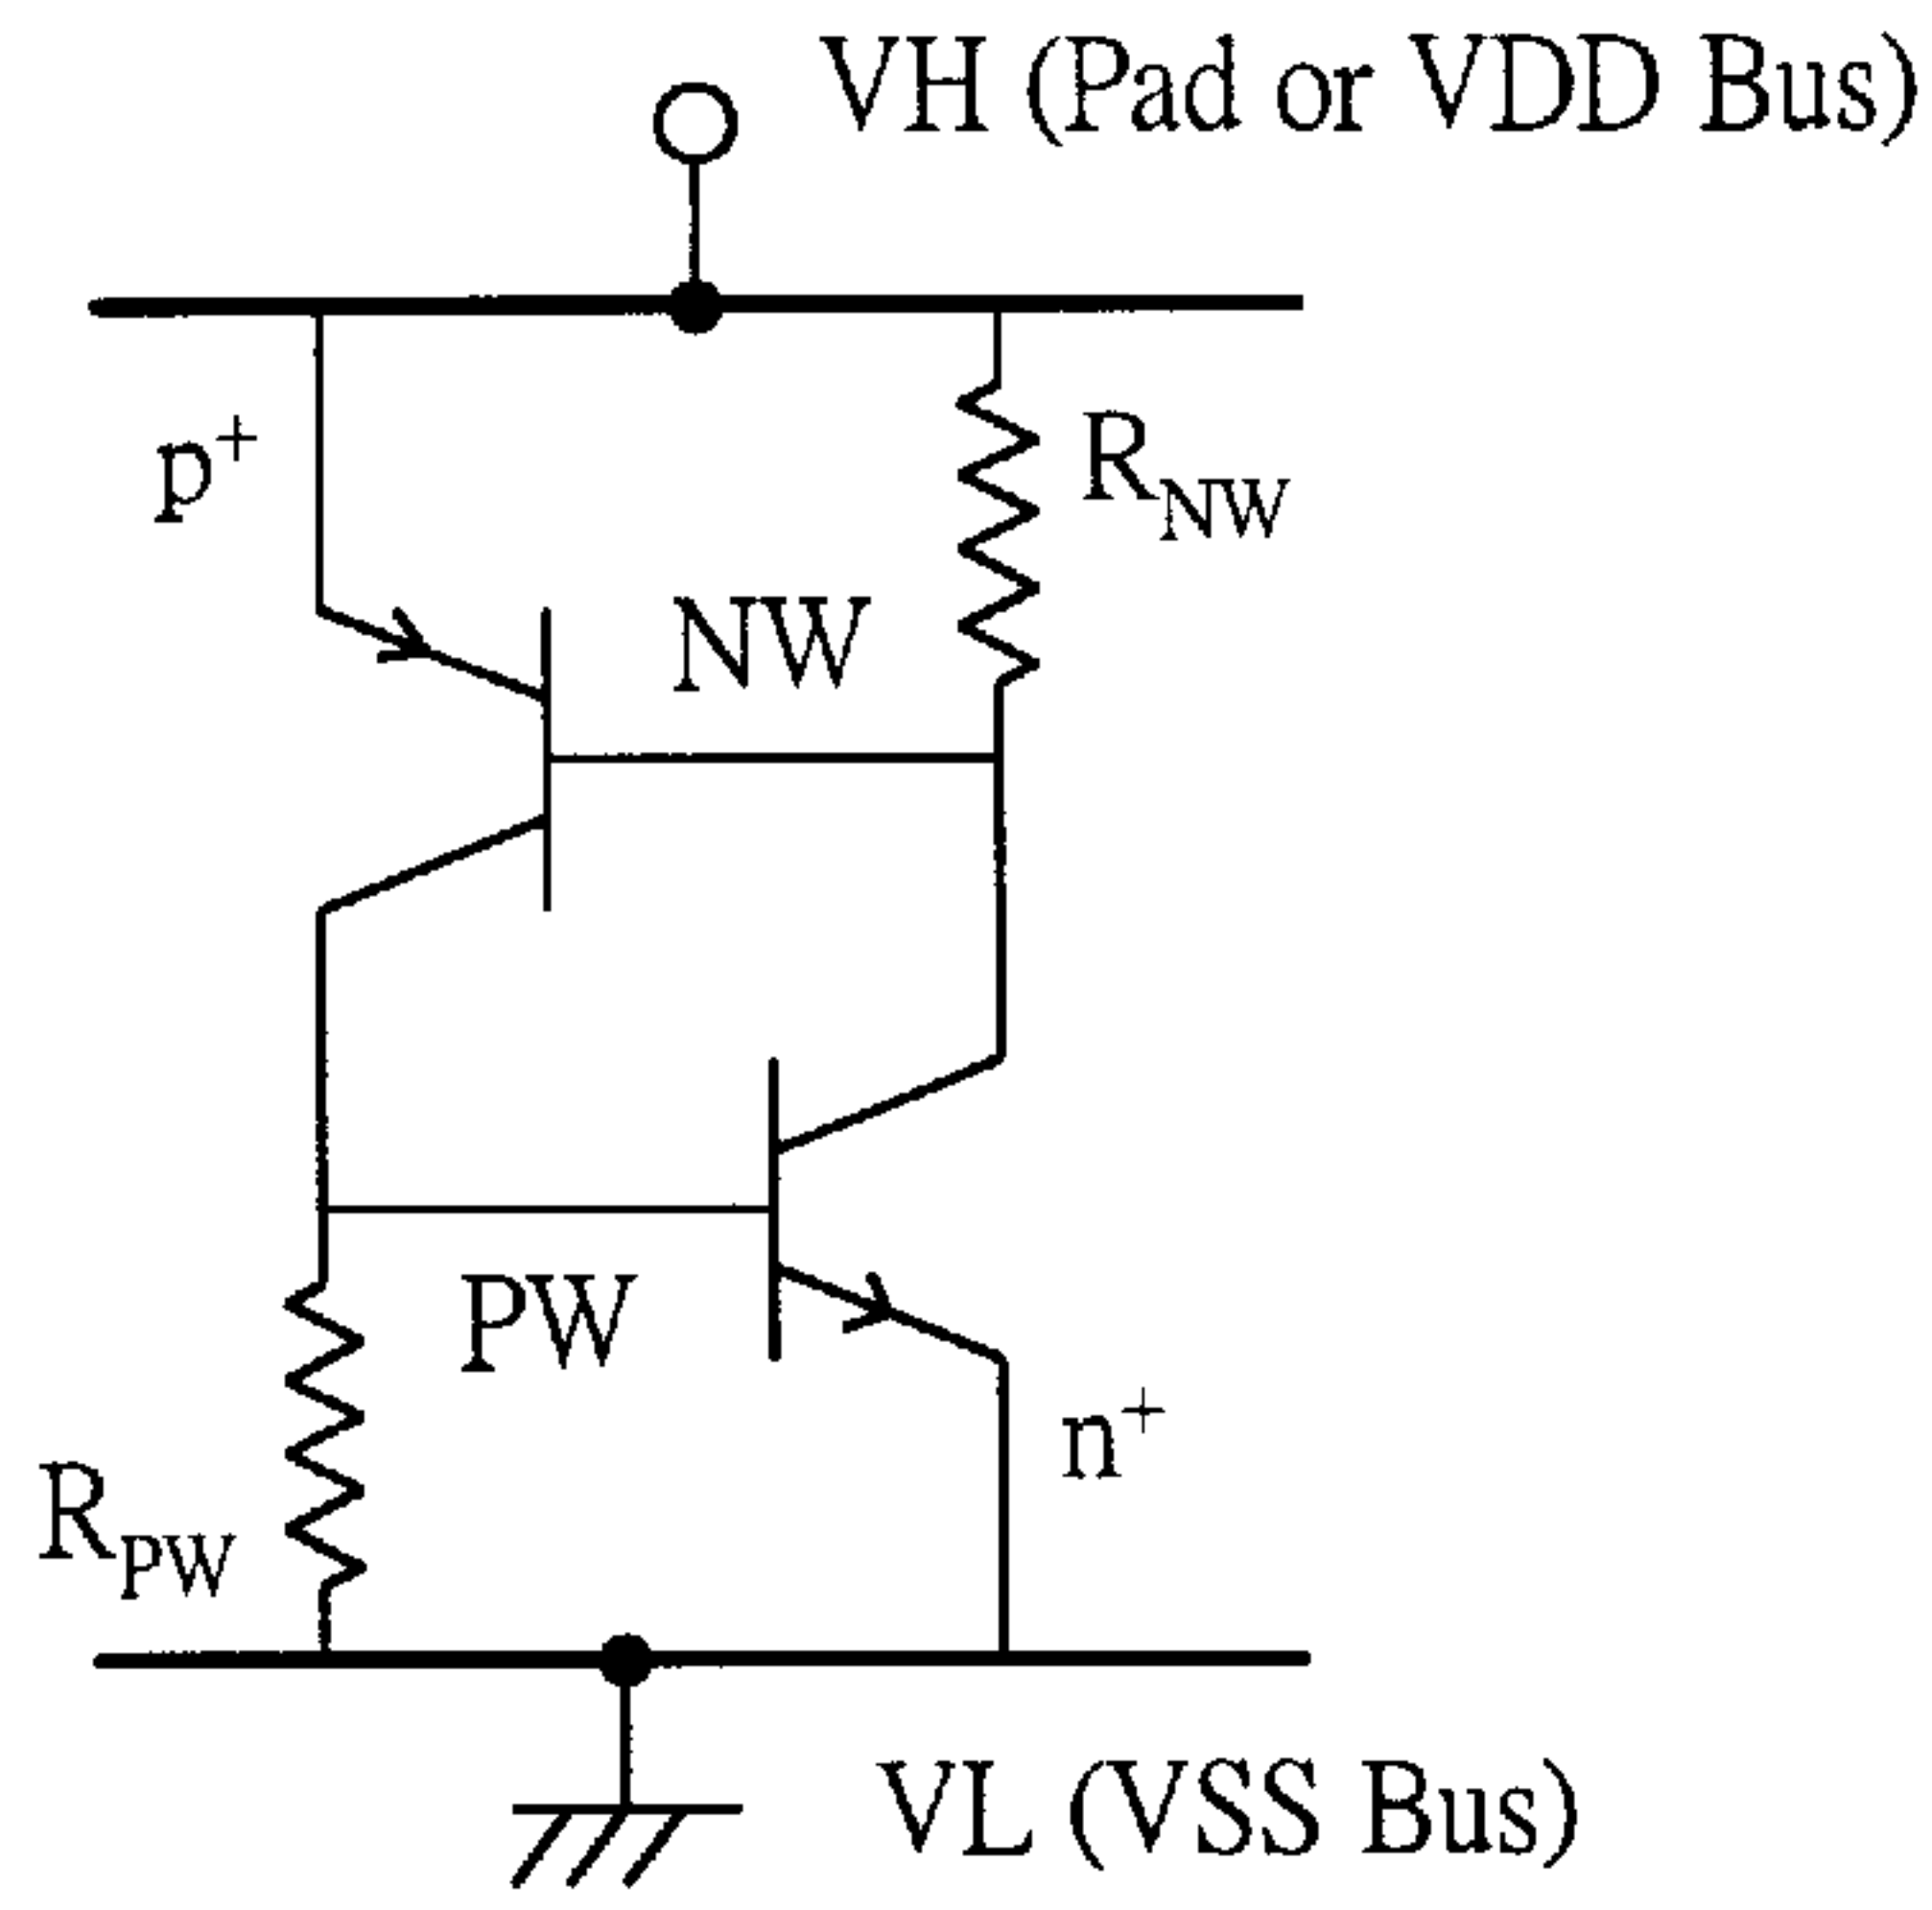 VH (Pad or VDD Bus)
p+
RNW
NW
PW
n+
RPW
VL (VSS Bus)